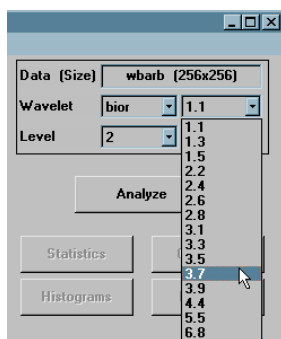 Data (Size) wbarb (256x256)
Wavelet bior 1.1
Level 2
1.1
1.3
1.5
2.2
2.4
2.6
2.8
3.1
3.3
3.5
3.7
3.9
4.4
5.5
6.8
Analyze
Statistics
Histograms